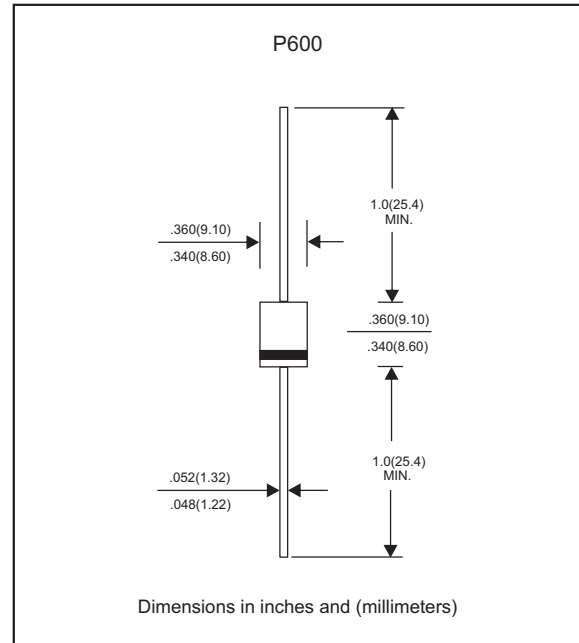 P600
1.0(25.4)
MIN.
.360(9.10)
.340(8.60)
.360(9.10)
.340(8.60)
1.0(25.4)
MIN.
.052(1.32)
.048(1.22)
Dimensions in inches and (millimeters)